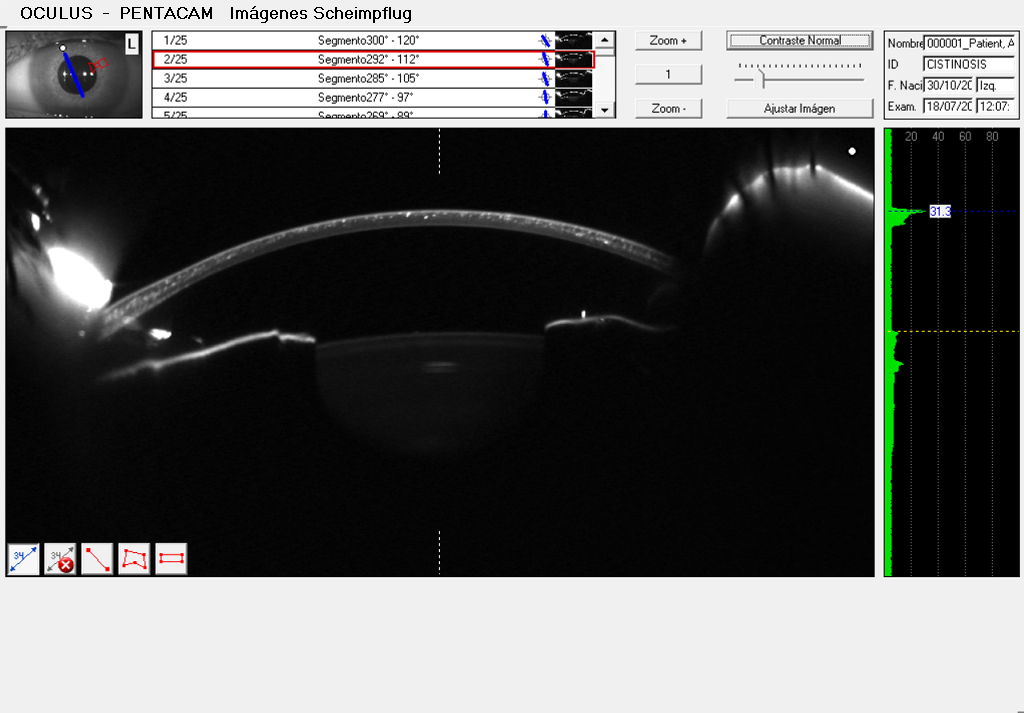 OCULUS - PENTACAM Imágenes Scheimpflug
L
1/25 Segmento300° - 120°
2/25 Segmento292° - 112°
3/25 Segmento285° - 105°
4/25 Segmento277° - 97°
5/25 Segmento269° - 89°
Zoom +
1
Zoom -
Contraste Normal
Ajustar Imágen
Nombre 000001_Patient, A
ID CISTINOSIS
F. Naci 30/10/20 Izq.
Exam. 18/07/20 12:07:
20 40 60 80
31.3
34
34